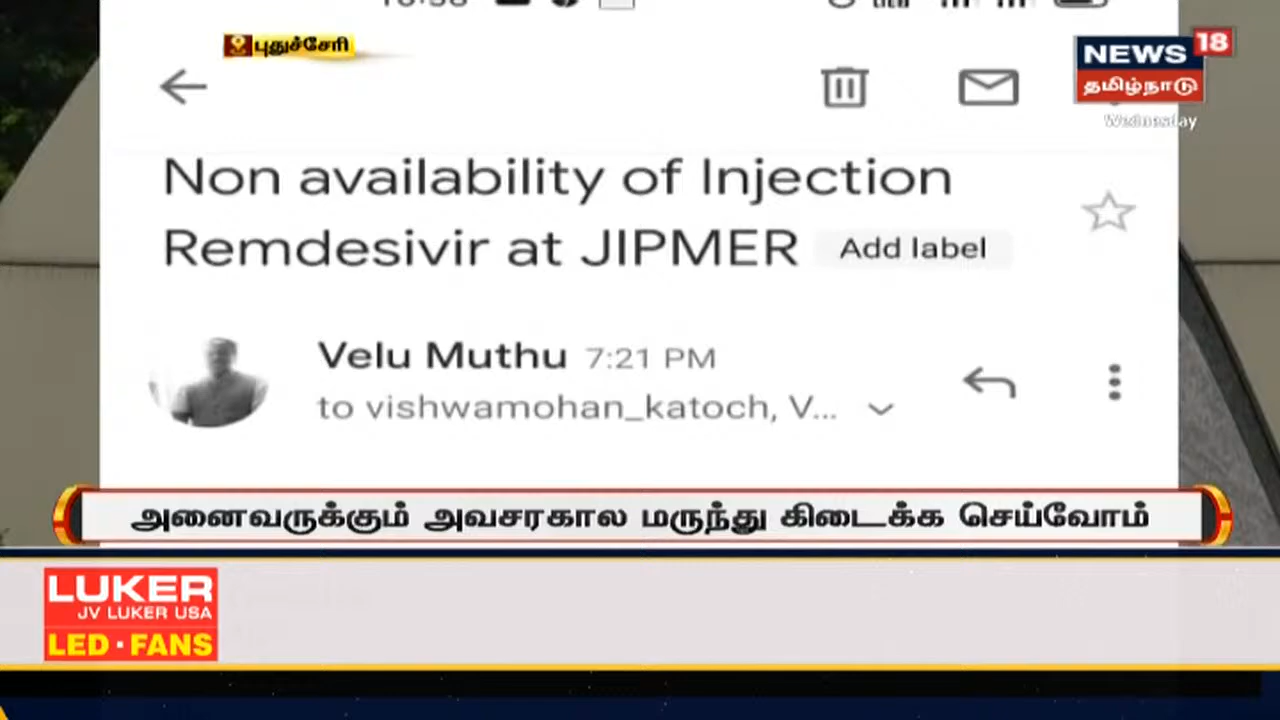 புதுச்சேரி
NEWS 18
தமிழ்நாடு
Wednesday
Non availability of Injection
Remdesivir at JIPMER Add label
Velu Muthu 7:21 PM
to vishwamohan_katoch, V...
அனைவருக்கும் அவசரகால மருந்து கிடைக்க செய்வோம்
LUKER
JV LUKER USA
LED · FANS